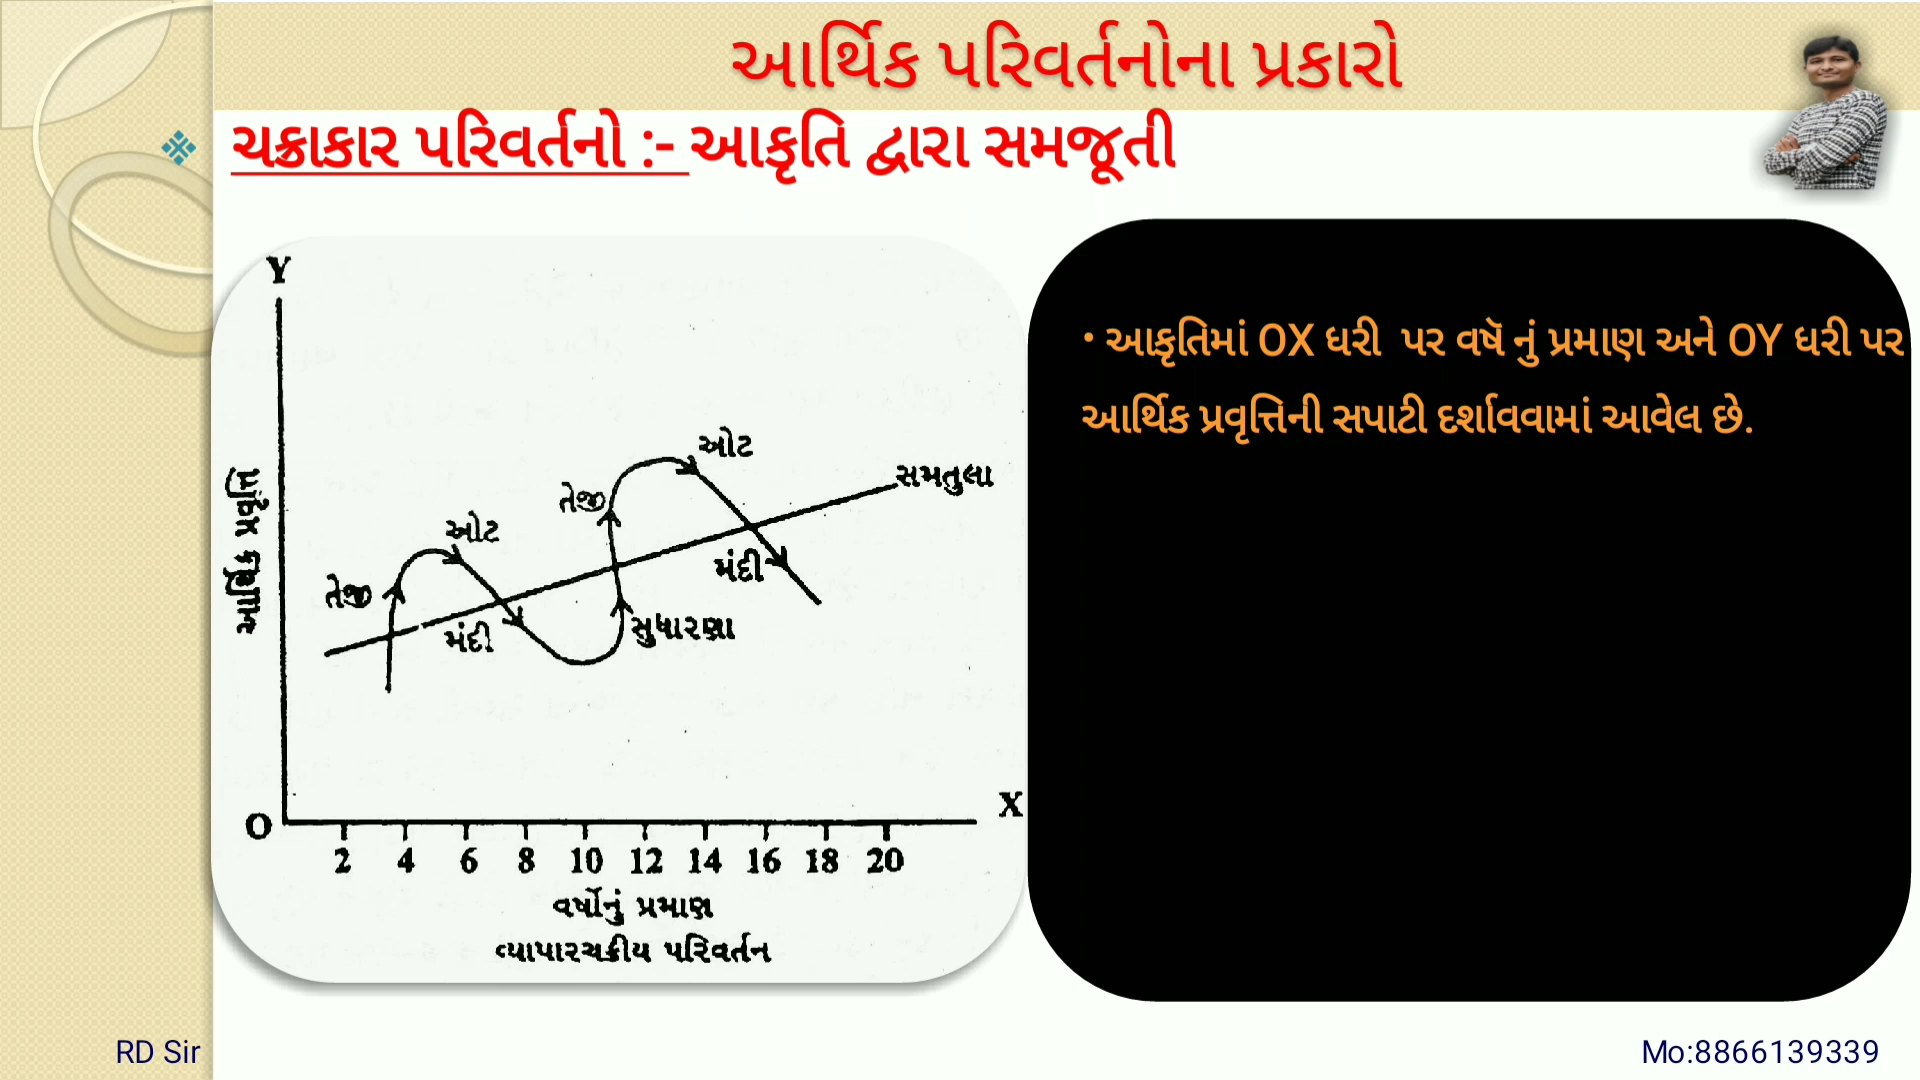 આર્થિક પરિવર્તનોના પ્રકારો
ચક્રાકાર પરિવર્તનો :- આકૃતિ દ્વારા સમજૂતી
Y
આર્થિક પ્રવૃત્તિ
તેજી
ઓટ
મંદી
સુધારણા
તેજી
ઓટ
મંદી
સમતુલા
O
X
2 4 6 8 10 12 14 16 18 20
વર્ષોનું પ્રમાણ
વ્યાપારચક્રીય પરિવર્તન
• આકૃતિમાં OX ધરી પર વર્ષૅ નું પ્રમાણ અને OY ધરી પર
આર્થિક પ્રવૃત્તિની સપાટી દર્શાવવામાં આવેલ છે.
RD Sir
Mo:8866139339